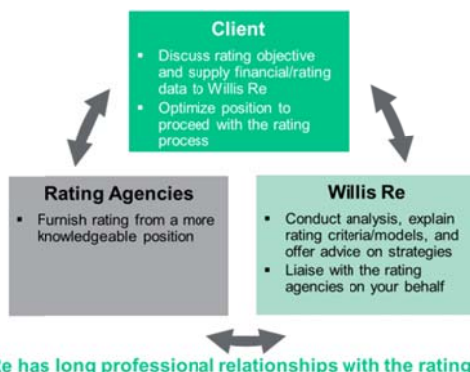 Client
▪ Discuss rating objective
and supply financial/rating
data to Willis Re
▪ Optimize position to
proceed with the rating
process
Rating Agencies
▪ Furnish rating from a more
knowledgeable position
Willis Re
▪ Conduct analysis, explain
rating criteria/models, and
offer advice on strategies
▪ Liaise with the rating
agencies on your behalf
Re has long professional relationships with the rating